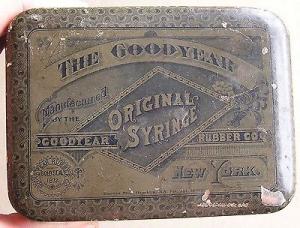 THE GOODYEAR
Manufactured
BY THE
ORIGINAL
SYRINGE
GOODYEAR
RUBBER CO.
NEW YORK.